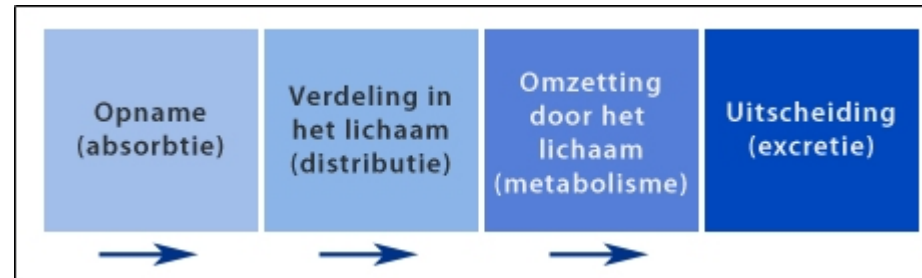 Opname
(absorbtie)
Verdeling in
het lichaam
(distributie)
Omzetting
door het
lichaam
(metabolisme)
Uitscheiding
(excretie)